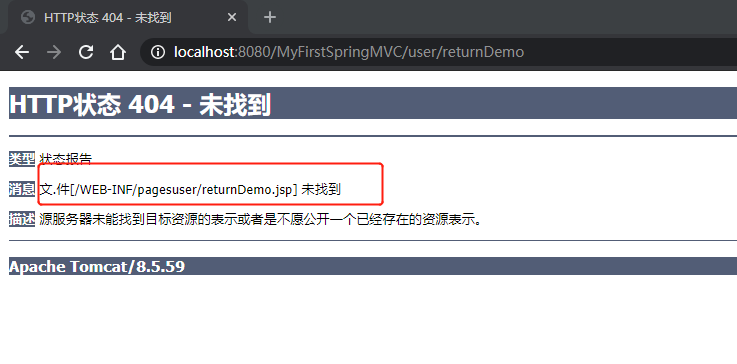 HTTP状态 404 - 未找到
localhost:8080/MyFirstSpringMVC/user/returnDemo
HTTP状态 404 - 未找到
类型 状态报告
消息 文.件[/WEB-INF/pagesuser/returnDemo.jsp] 未找到
描述 源服务器未能找到目标资源的表示或者是不愿公开一个已经存在的资源表示。
Apache Tomcat/8.5.59